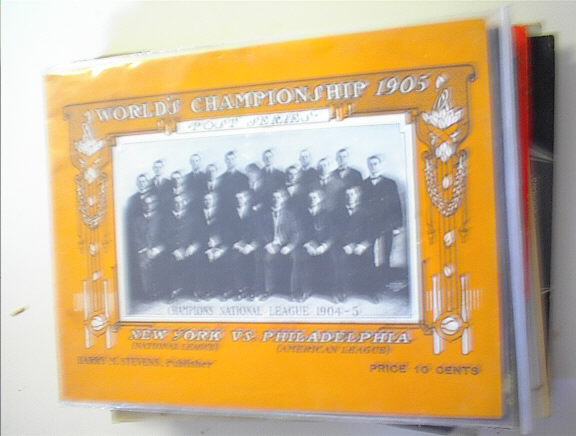 WORLD'S CHAMPIONSHIP 1905
POST SERIES
CHAMPIONS NATIONAL LEAGUE 1904-5
NEW YORK VS. PHILADELPHIA
(NATIONAL LEAGUE) (AMERICAN LEAGUE)
HARRY M. STEVENS, Publisher
PRICE 10 CENTS